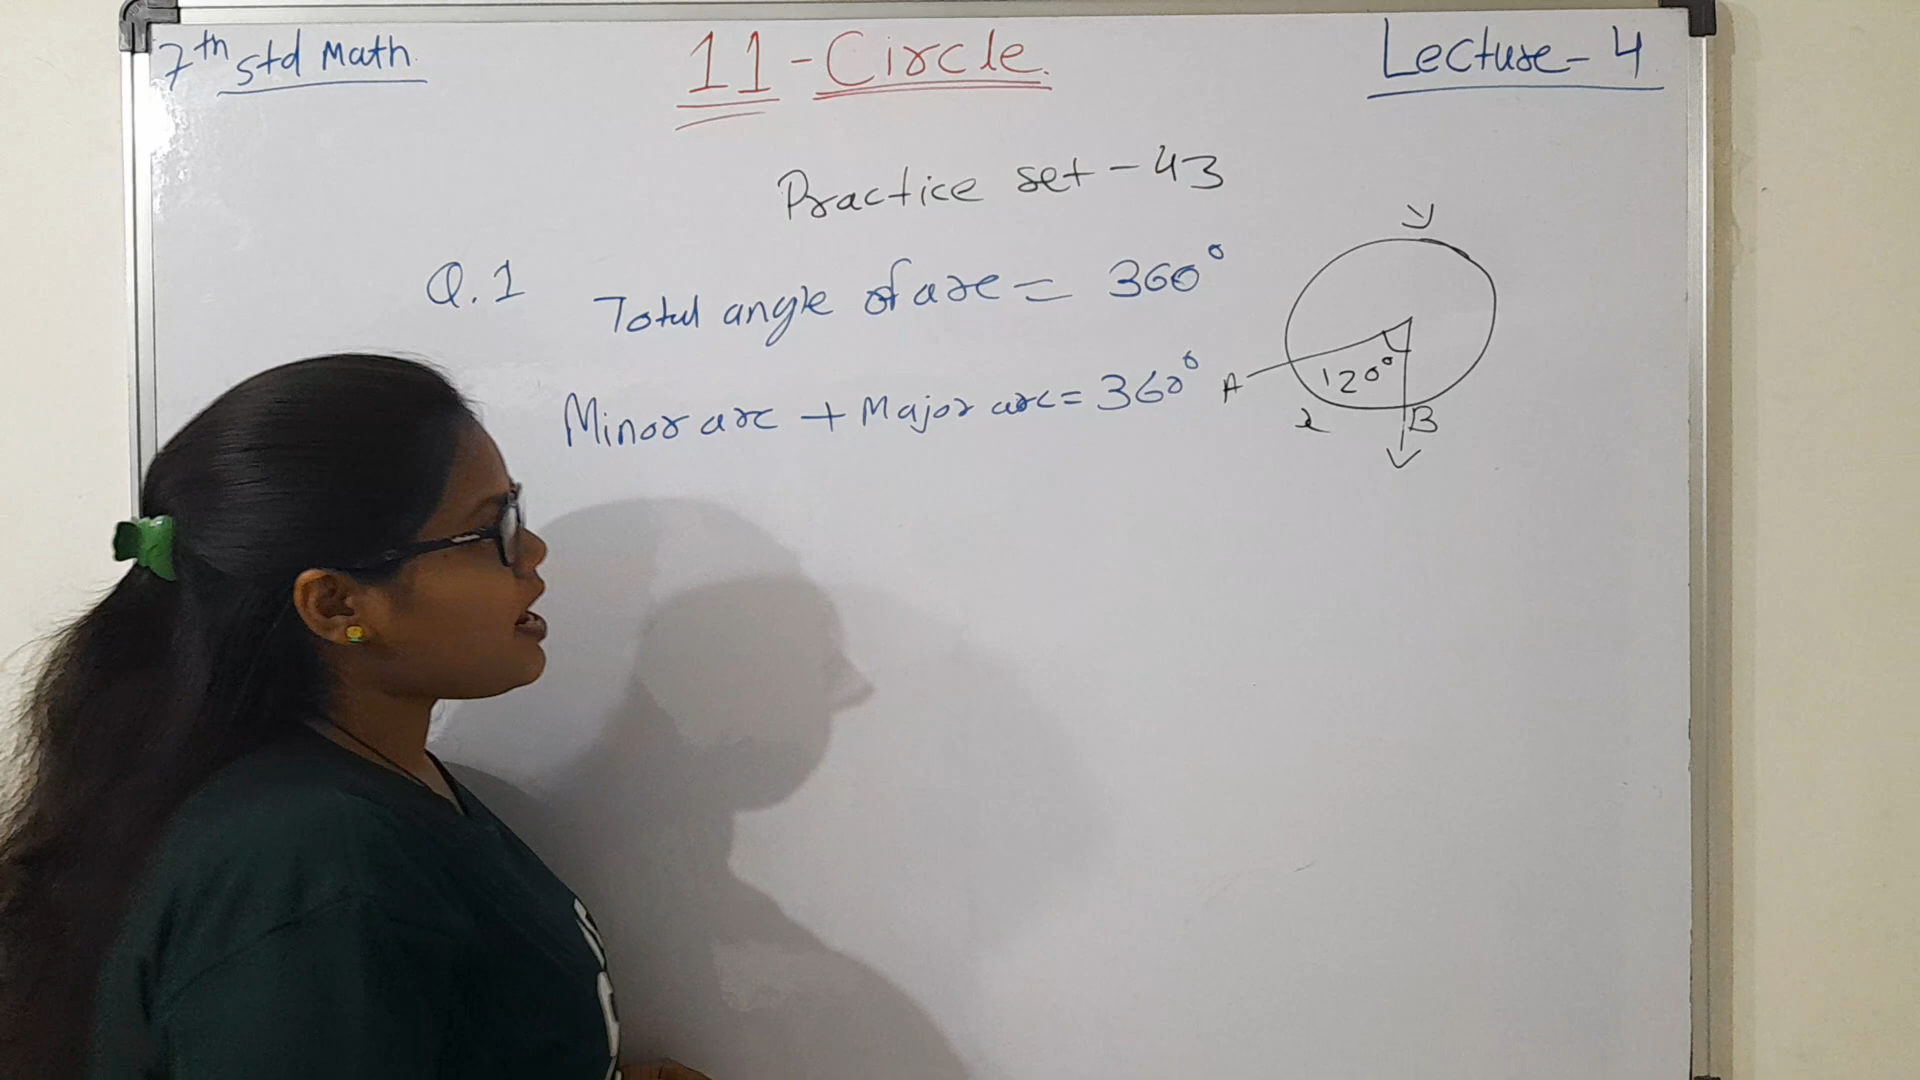 7th std Math.
11 - Circle.
Lecture - 4
Practice set - 43
Q.1 Total angle of arc = 360°
Minor arc + Major arc = 360°
y
A
120°
B